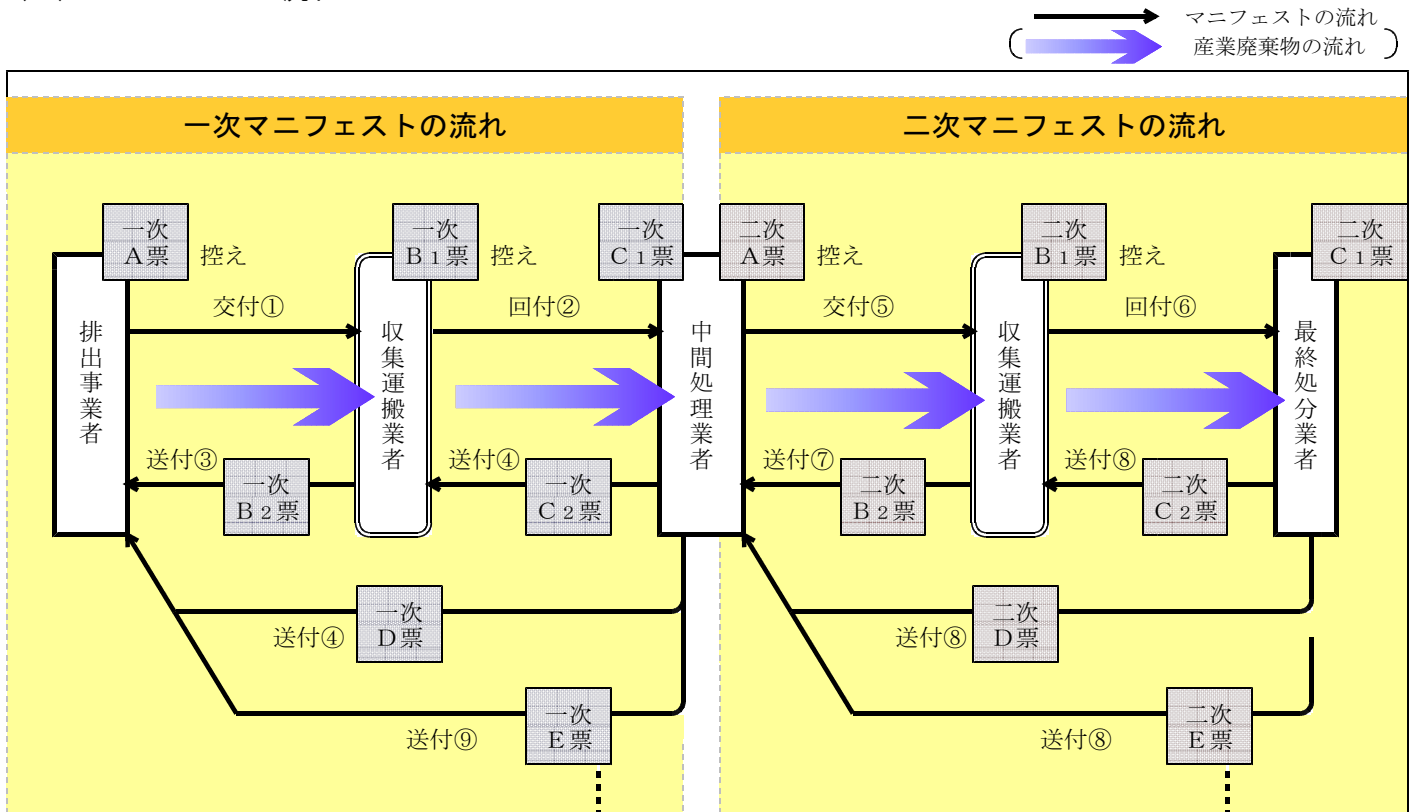 マニフェストの流れ
産業廃棄物の流れ
一次マニフェストの流れ
二次マニフェストの流れ
一次
A票
控え
一次
B1票
控え
一次
C1票
二次
A票
控え
二次
B1票
控え
二次
C1票
交付①
回付②
交付⑤
回付⑥
排出事業者
収集運搬業者
中間処理業者
収集運搬業者
最終処分業者
送付③
一次
B2票
送付④
一次
C2票
送付⑦
二次
B2票
送付⑧
二次
C2票
送付④
一次
D票
送付⑧
二次
D票
送付⑨
一次
E票
送付⑧
二次
E票